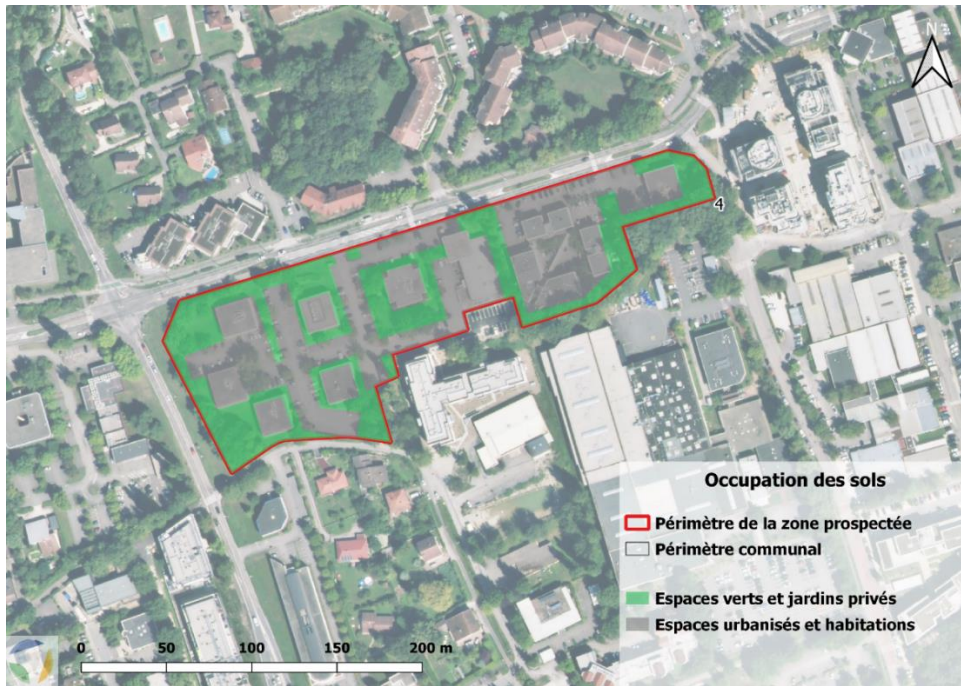 N
4
Occupation des sols
Périmètre de la zone prospectée
Périmètre communal
Espaces verts et jardins privés
Espaces urbanisés et habitations
0 50 100 150 200 m